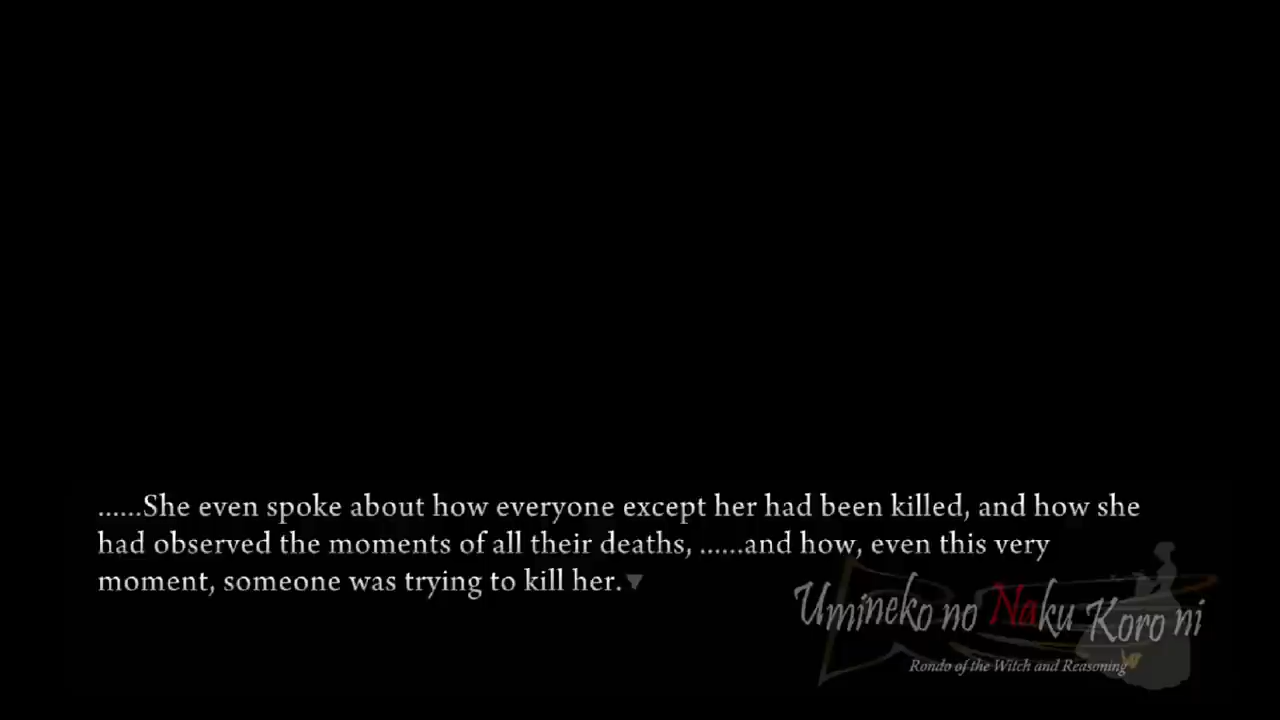 ......She even spoke about how everyone except her had been killed, and how she
had observed the moments of all their deaths, ......and how, even this very
moment, someone was trying to kill her.
Umineko no Naku Koro ni
Rondo of the Witch and Reasoning